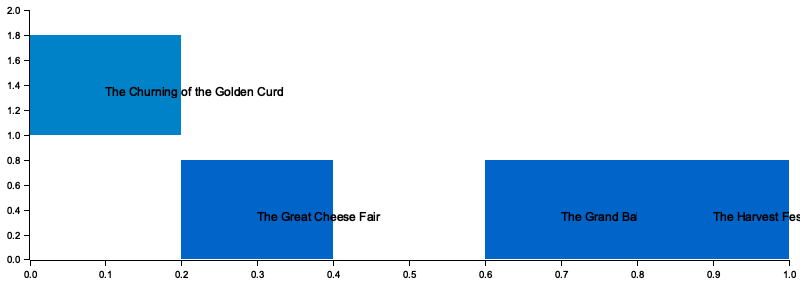 2.0
1.8
1.6
1.4
The Churning of the Golden Curd
1.2
1.0
0.8
0.6
0.4
The Great Cheese Fair
The Grand
The Harvest Fes
0.2
0.0
0.0 0.1 0.2 0.3 0.4 0.5 0.6 0.7 0.8 0.9 1.0